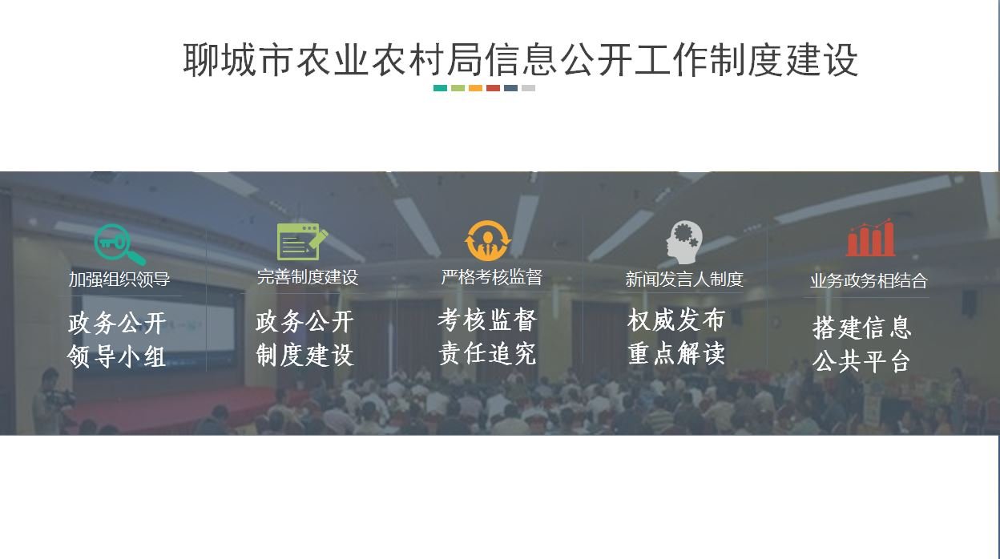 聊城市农业农村局信息公开工作制度建设
加强组织领导
政务公开
领导小组
完善制度建设
政务公开
制度建设
严格考核监督
考核监督
责任追究
新闻发言人制度
权威发布
重点解读
业务政务相结合
搭建信息
公共平台